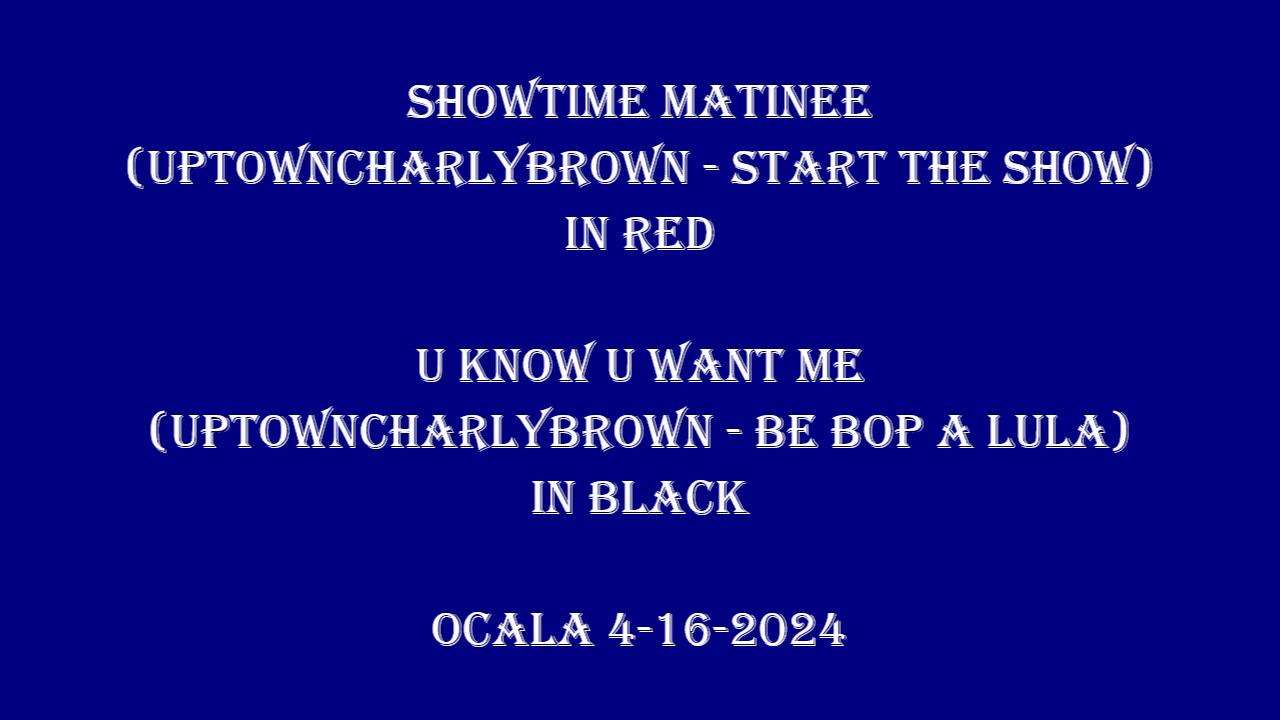 SHOWTIME MATINEE
(UPTOWNCHARLYBROWN - START THE SHOW)
IN RED
U KNOW U WANT ME
(UPTOWNCHARLYBROWN - BE BOP A LULA)
IN BLACK
OCALA 4-16-2024